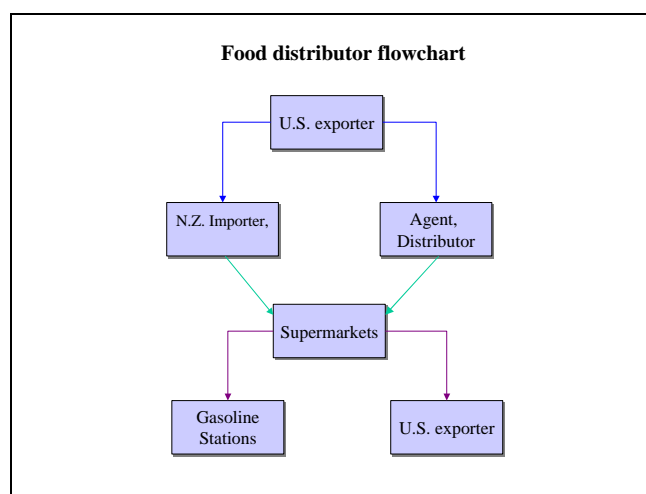 Food distributor flowchart
U.S. exporter
N.Z. Importer,
Agent,
Distributor
Supermarkets
Gasoline
Stations
U.S. exporter